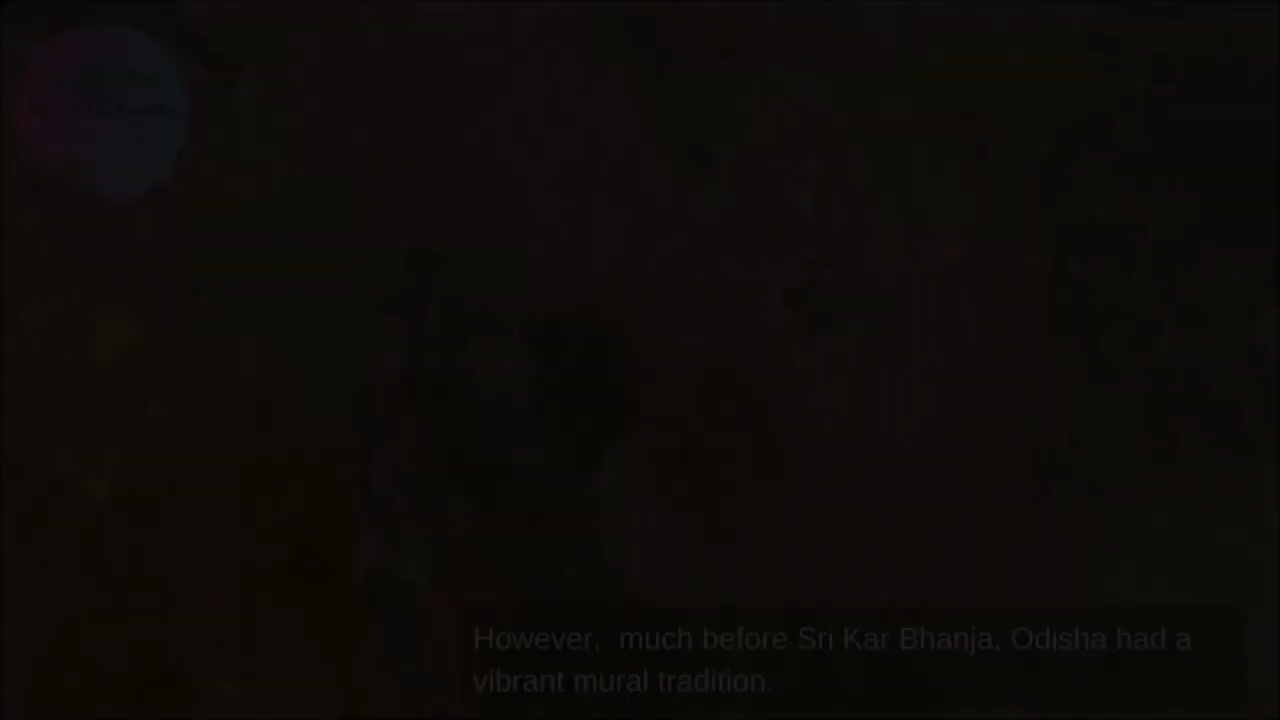 However,  much before Sri Kar Bhanja, Odisha had a
vibrant mural tradition.